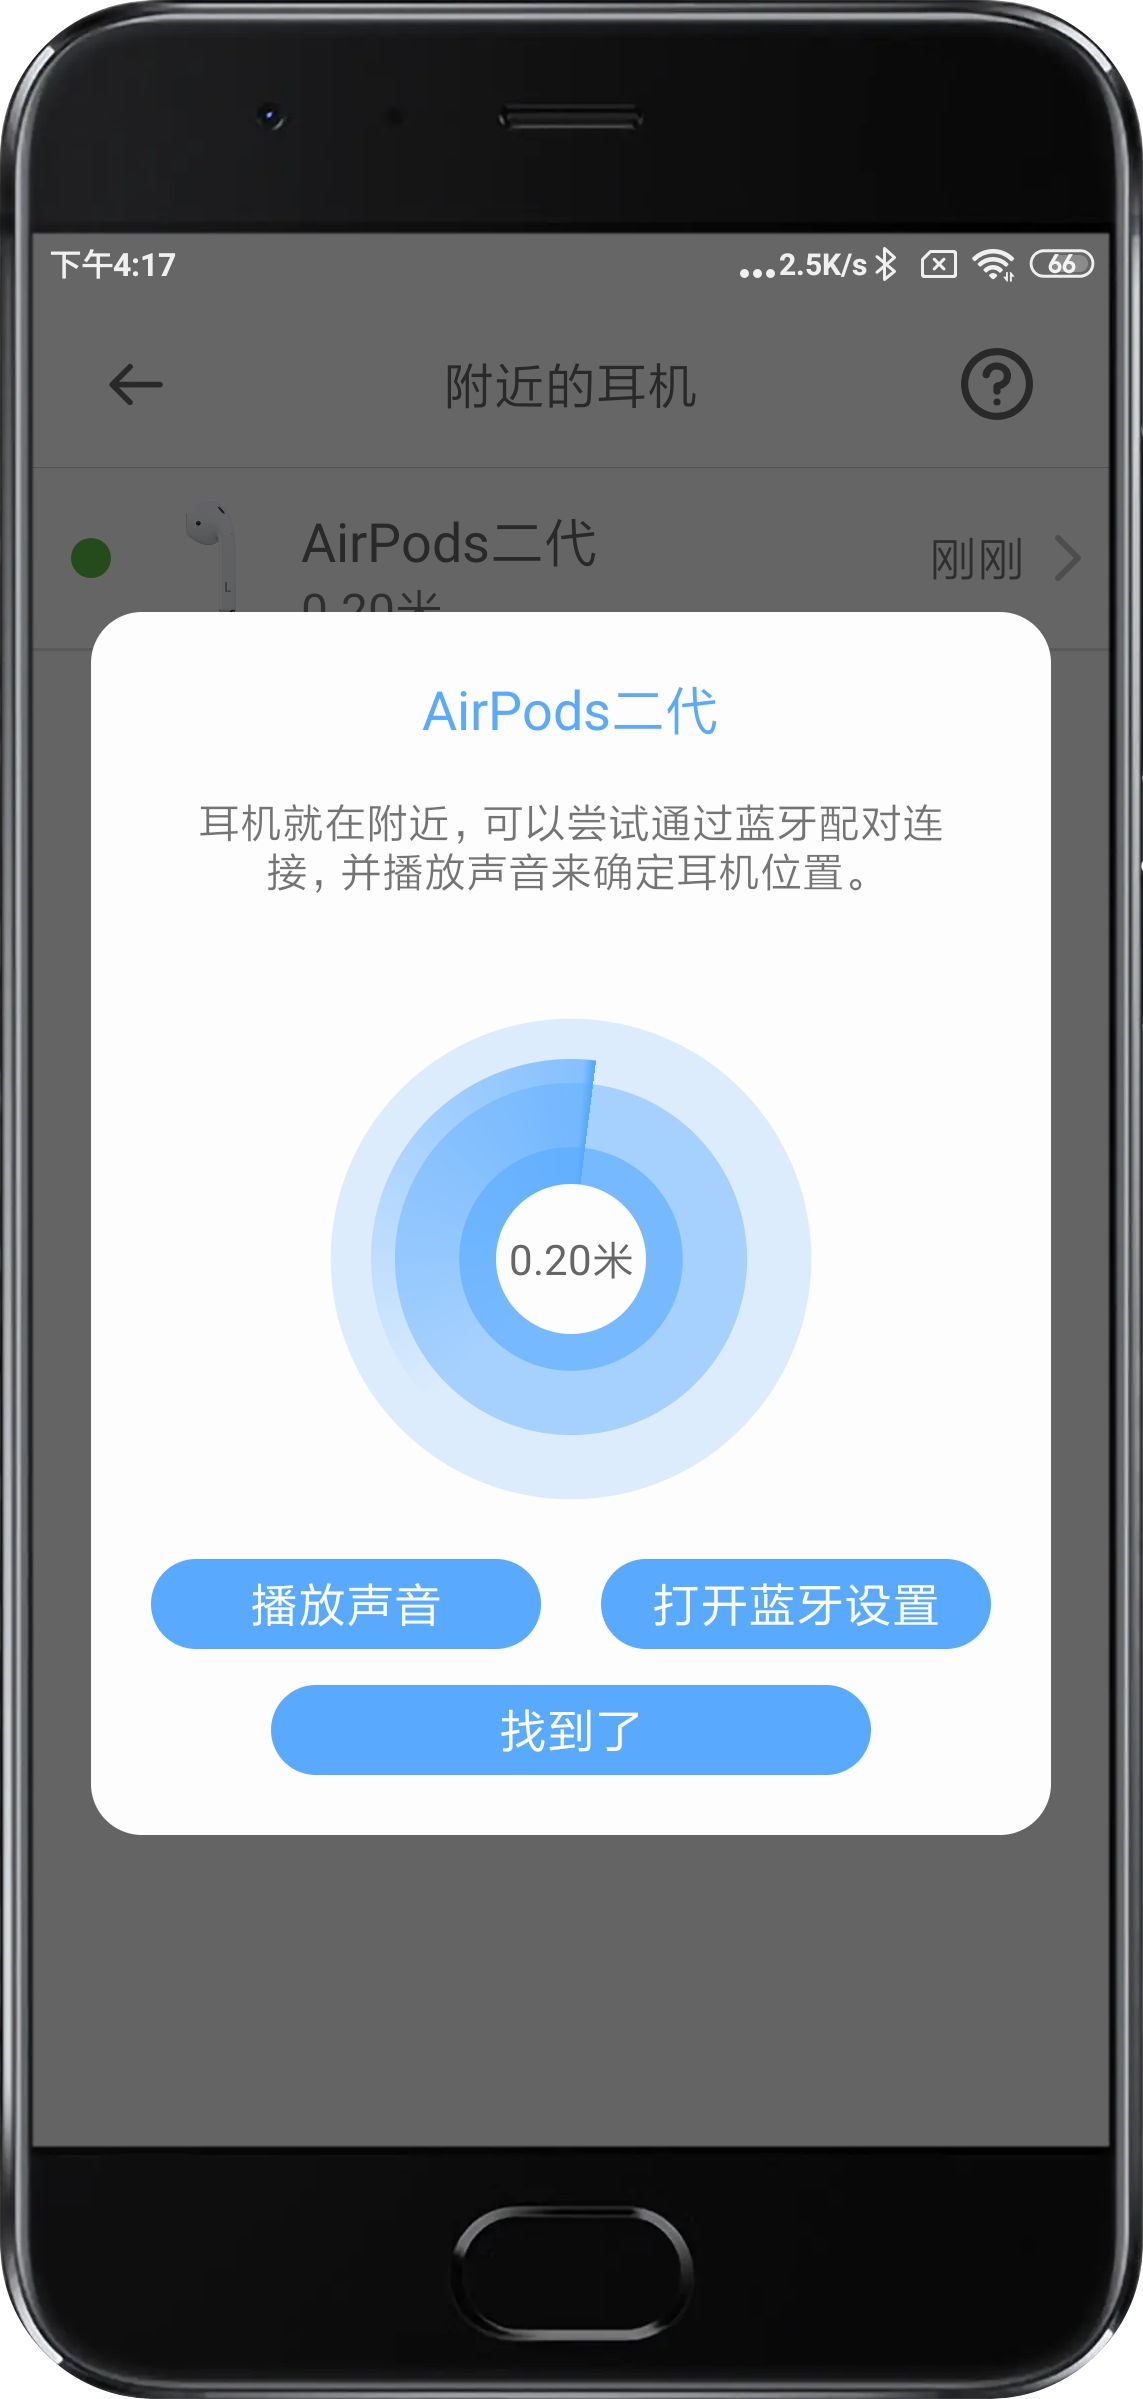 下午4:17 ...2.5K/s 66
附近的耳机
AirPods二代
刚刚
0.20米
L
AirPods二代
耳机就在附近，可以尝试通过蓝牙配对连
接，并播放声音来确定耳机位置。
0.20米
播放声音
打开蓝牙设置
找到了